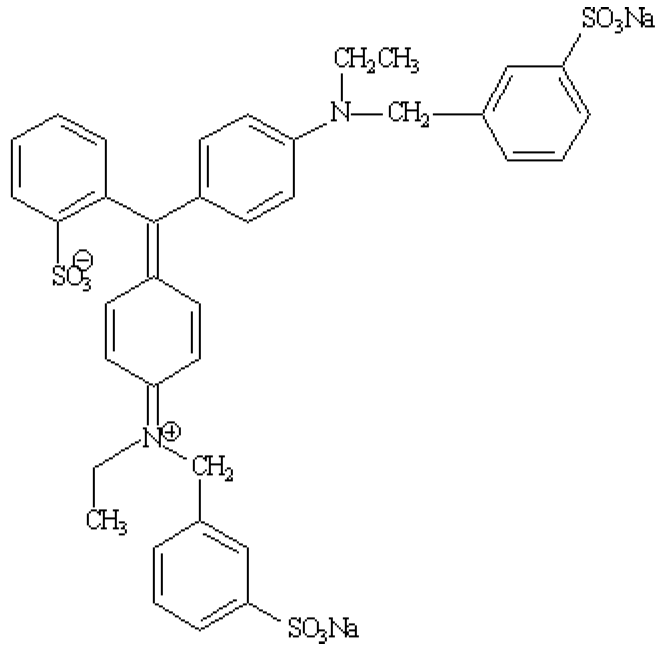 SO₃Na
CH₂CH₃
N CH₂
SO₃⊖
N⊕
CH₂
CH₃
SO₃Na